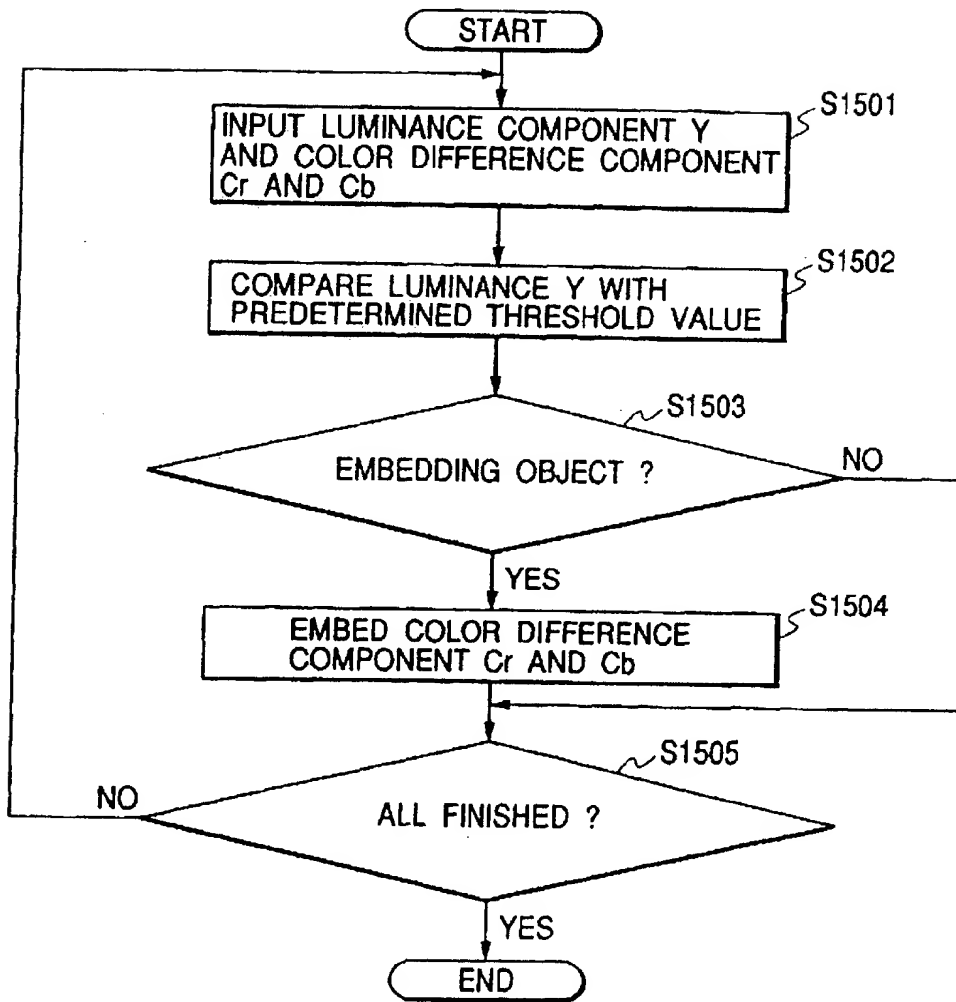 START
S1501
INPUT LUMINANCE COMPONENT Y
AND COLOR DIFFERENCE COMPONENT
Cr AND Cb
S1502
COMPARE LUMINANCE Y WITH
PREDETERMINED THRESHOLD VALUE
S1503
EMBEDDING OBJECT ?
NO
YES
S1504
EMBED COLOR DIFFERENCE
COMPONENT Cr AND Cb
S1505
NO
ALL FINISHED ?
YES
END